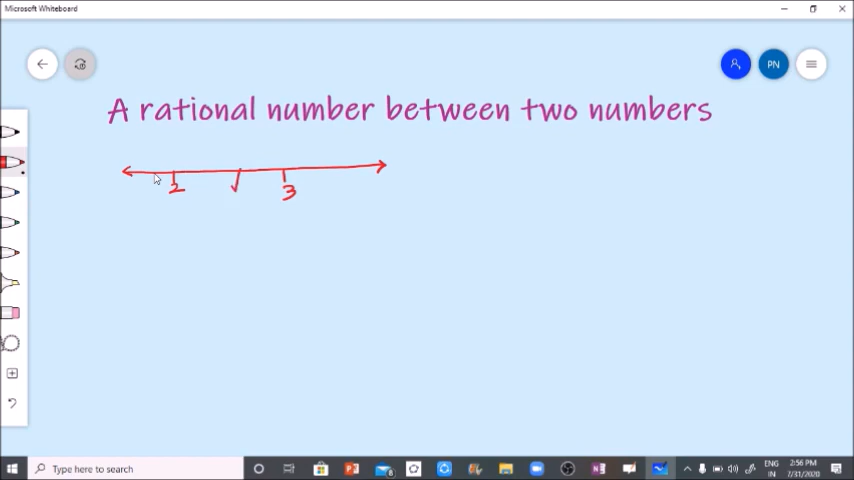 Microsoft Whiteboard
PN
A rational number between two numbers
2 3
Type here to search
ENG
IN
2:56 PM
7/31/2020